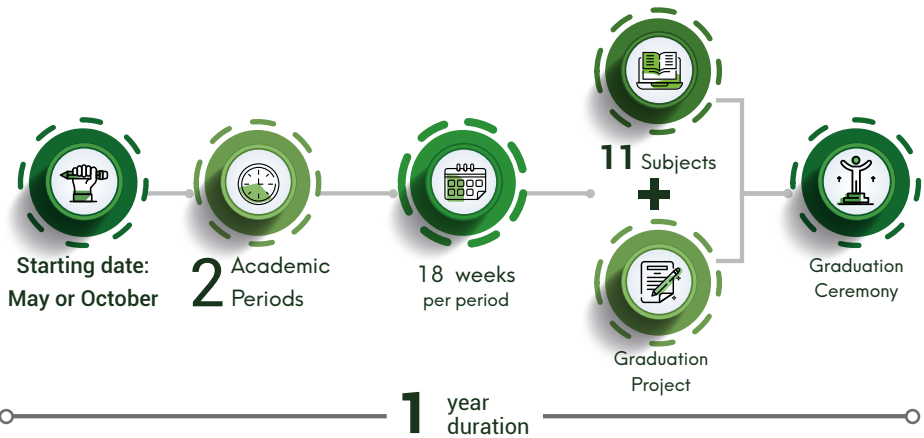 Starting date:
May or October
2 Academic
Periods
18 weeks
per period
11 Subjects
+
Graduation
Project
Graduation
Ceremony
1 year
duration